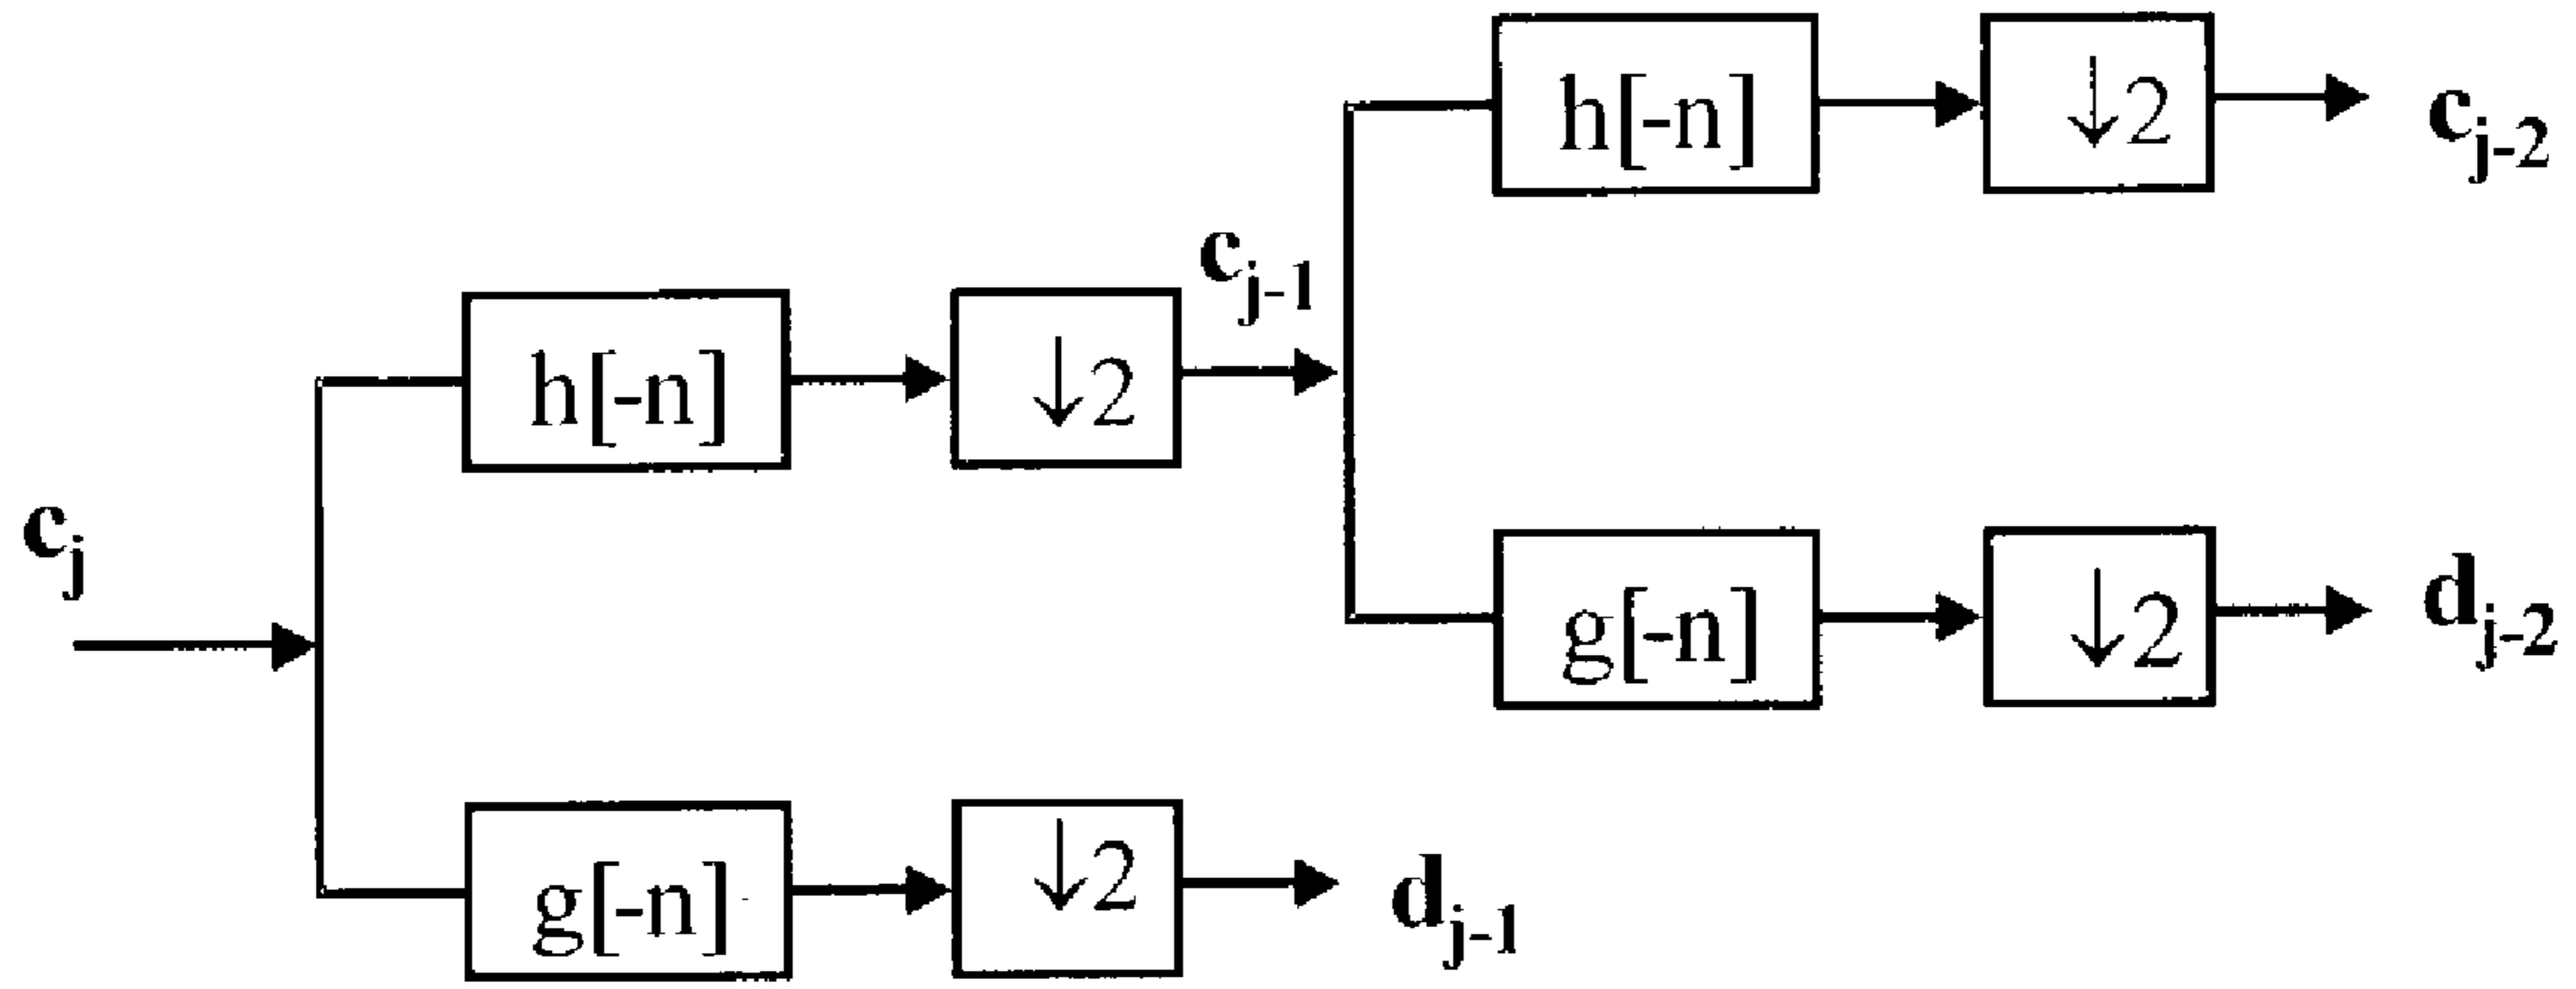 h[-n] ↓2 c_{j-2}
c_{j-1}
h[-n] ↓2
c_j
g[-n] ↓2 d_{j-2}
g[-n] ↓2 d_{j-1}